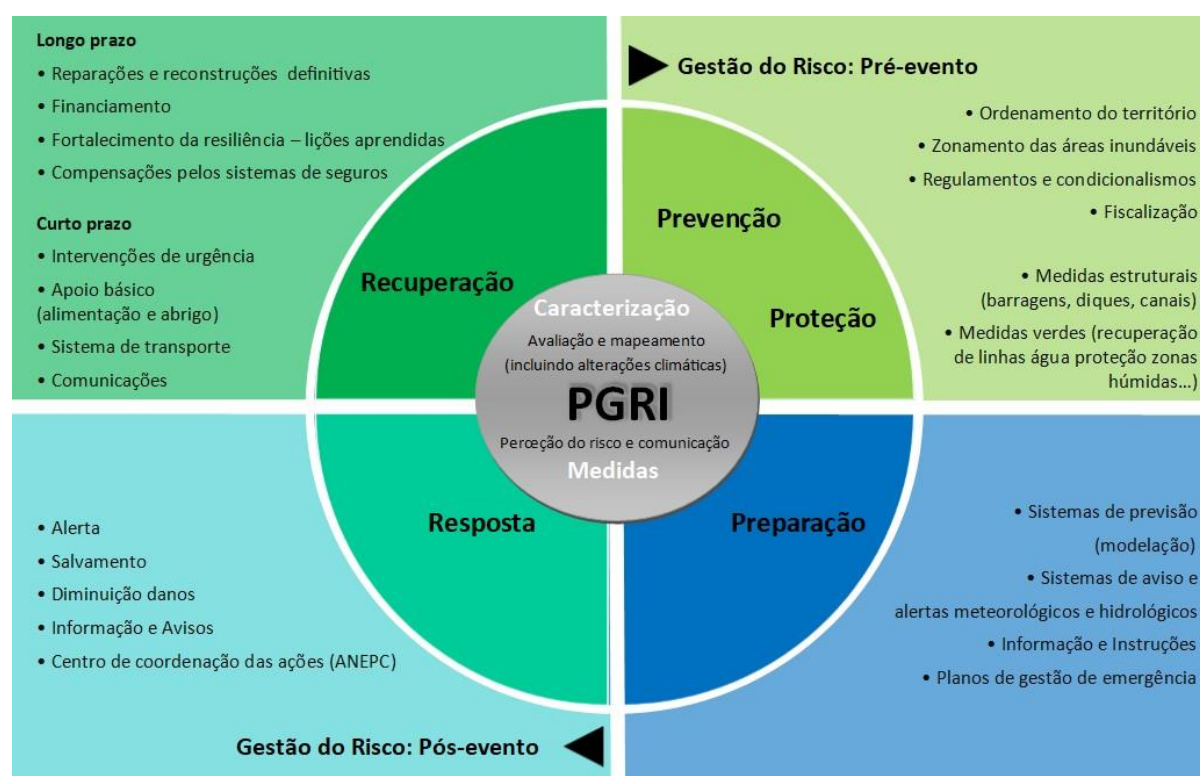 Longo prazo
• Reparações e reconstruções definitivas
• Financiamento
• Fortalecimento da resiliência – lições aprendidas
• Compensações pelos sistemas de seguros
Curto prazo
• Intervenções de urgência
• Apoio básico
(alimentação e abrigo)
• Sistema de transporte
• Comunicações
Gestão do Risco: Pré-evento
• Ordenamento do território
• Zonamento das áreas inundáveis
• Regulamentos e condicionalismos
• Fiscalização
• Medidas estruturais
(barragens, diques, canais)
• Medidas verdes (recuperação
de linhas água proteção zonas
húmidas...)
Recuperação
Prevenção
Proteção
Caracterização
Avaliação e mapeamento
(incluindo alterações climáticas)
PGRI
Perceção do risco e comunicação
Medidas
Resposta
Preparação
• Alerta
• Salvamento
• Diminuição danos
• Informação e Avisos
• Centro de coordenação das ações (ANEPC)
Gestão do Risco: Pós-evento
• Sistemas de previsão
(modelação)
• Sistemas de aviso e
alertas meteorológicos e hidrológicos
• Informação e Instruções
• Planos de gestão de emergência